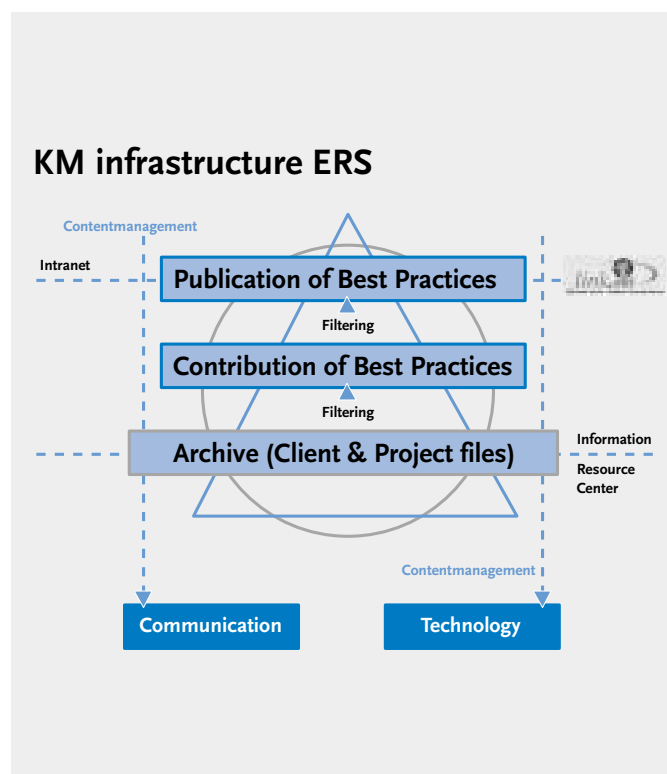 KM infrastructure ERS
Contentmanagement
Intranet
Publication of Best Practices
Filtering
Contribution of Best Practices
Filtering
Archive (Client & Project files)
Information
Resource
Center
Contentmanagement
Communication
Technology